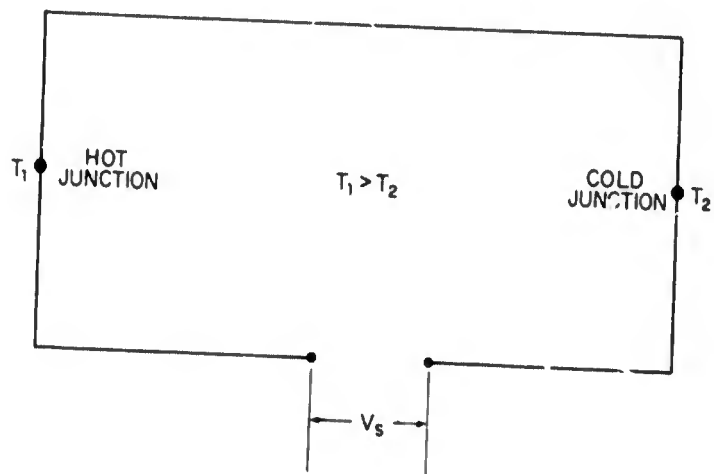 T₁
HOT
JUNCTION
T₁ > T₂
COLD
JUNCTION
T₂
Vₛ